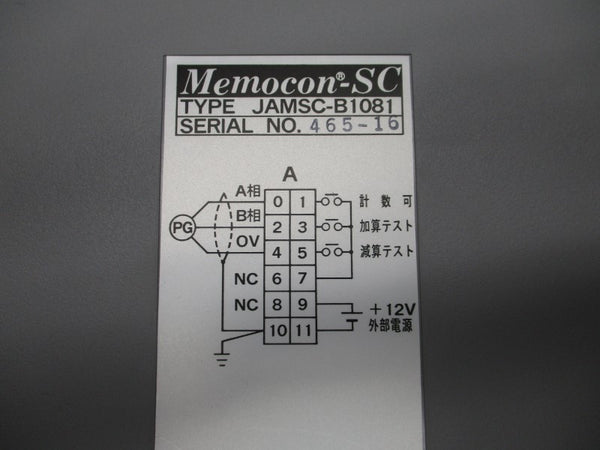 Memocon®-SC
TYPE JAMSC-B1081
SERIAL NO. 465-16
A
A相 0 1 計数可
PG B相 2 3 加算テスト
OV 4 5 減算テスト
NC 6 7
NC 8 9 +12V
10 11 外部電源